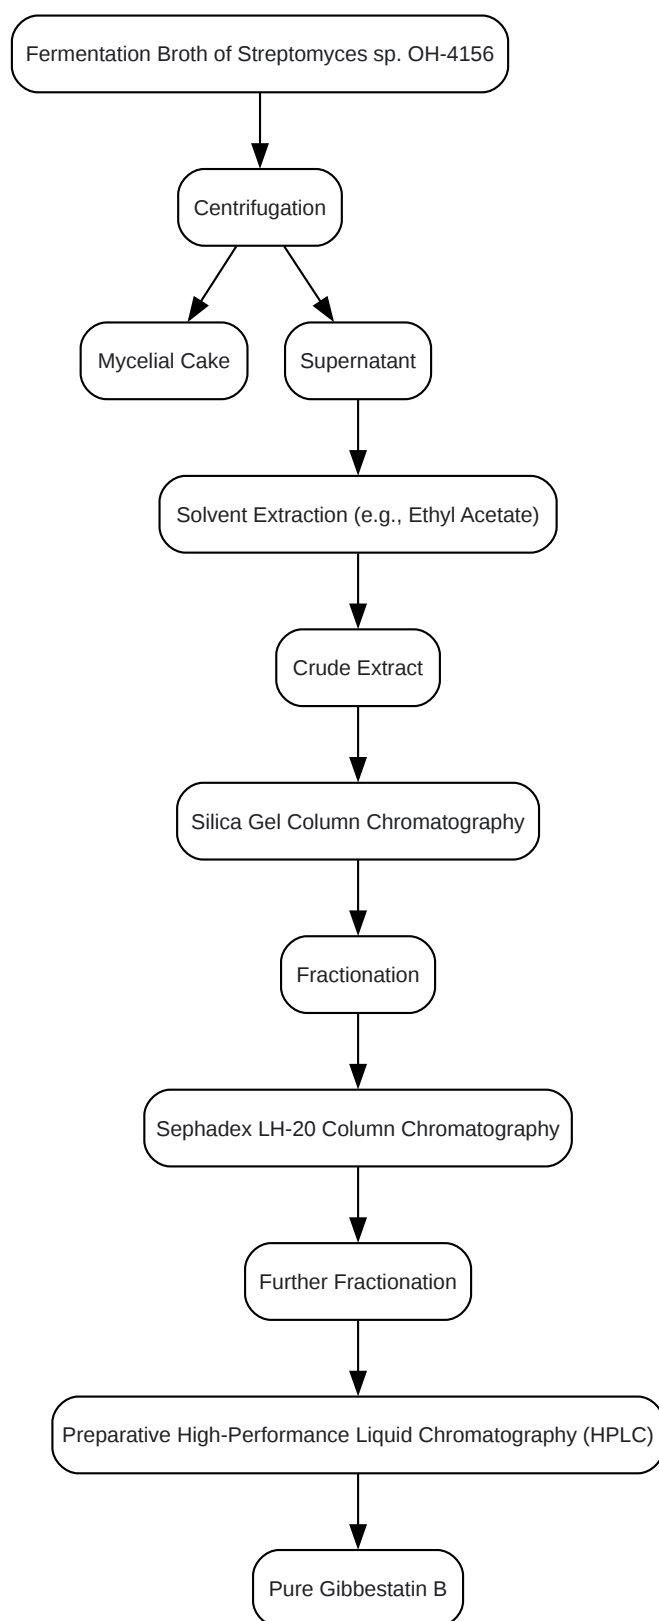 Fermentation Broth of Streptomyces sp. OH-4156
Centrifugation
Mycelial Cake
Supernatant
Solvent Extraction (e.g., Ethyl Acetate)
Crude Extract
Silica Gel Column Chromatography
Fractionation
Sephadex LH-20 Column Chromatography
Further Fractionation
Preparative High-Performance Liquid Chromatography (HPLC)
Pure Gibbestatin B